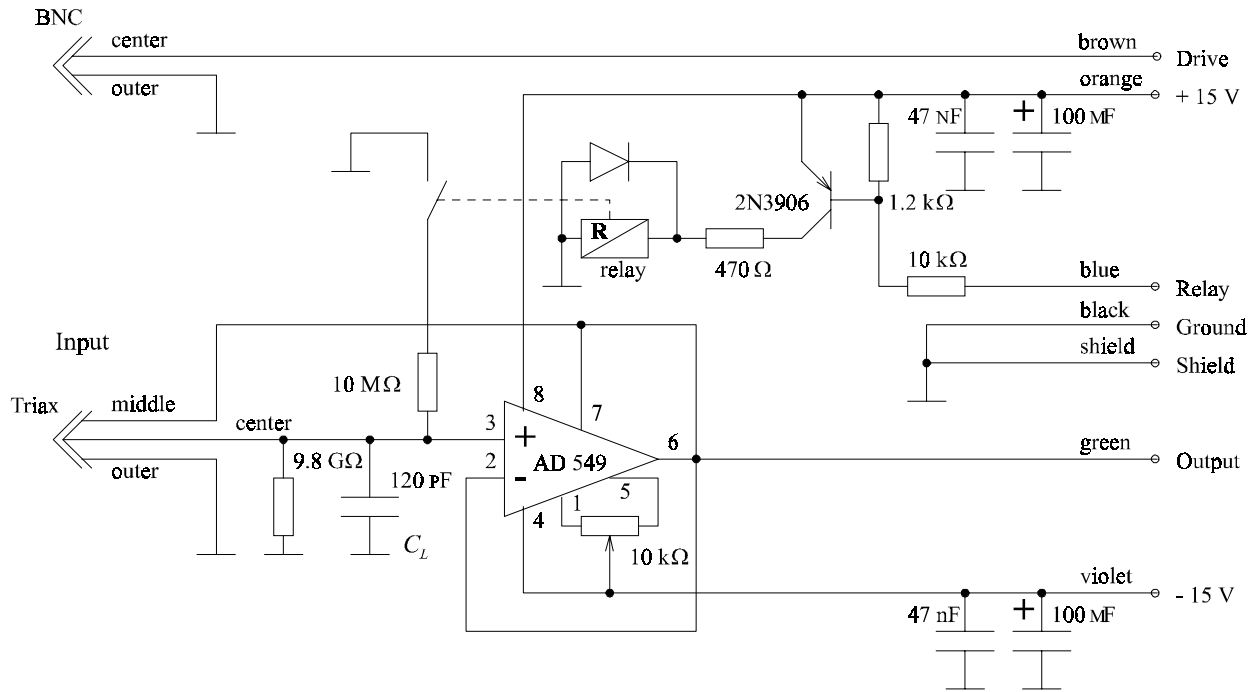 BNC
center
outer
brown
Drive
orange
+ 15 V
47 NF
+
100 MF
2N3906
1.2 kΩ
R
relay
470 Ω
10 kΩ
blue
Relay
black
Ground
shield
Shield
Input
Triax
middle
center
outer
10 MΩ
9.8 GΩ
120 PF
C_L
8
7
3
2
+
-
AD 549
6
5
1
4
10 kΩ
green
Output
violet
- 15 V
47 nF
+
100 MF